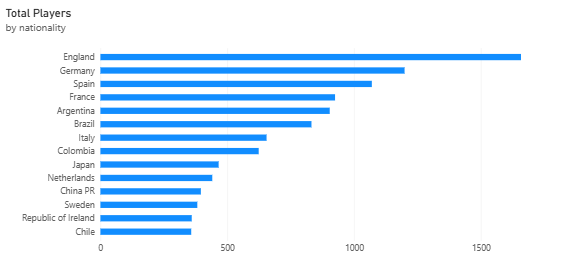 Total Players
by nationality
England
Germany
Spain
France
Argentina
Brazil
Italy
Colombia
Japan
Netherlands
China PR
Sweden
Republic of Ireland
Chile
0 500 1000 1500